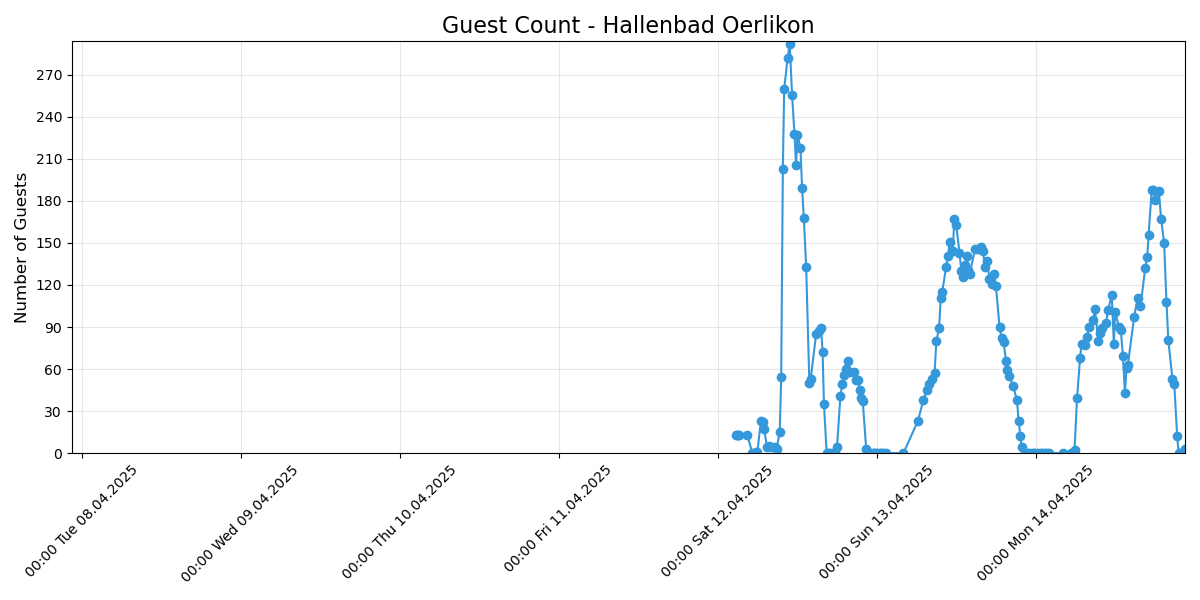 Guest Count - Hallenbad Oerlikon
Number of Guests
270
240
210
180
150
120
90
60
30
0
00:00 Tue 08.04.2025
00:00 Wed 09.04.2025
00:00 Thu 10.04.2025
00:00 Fri 11.04.2025
00:00 Sat 12.04.2025
00:00 Sun 13.04.2025
00:00 Mon 14.04.2025